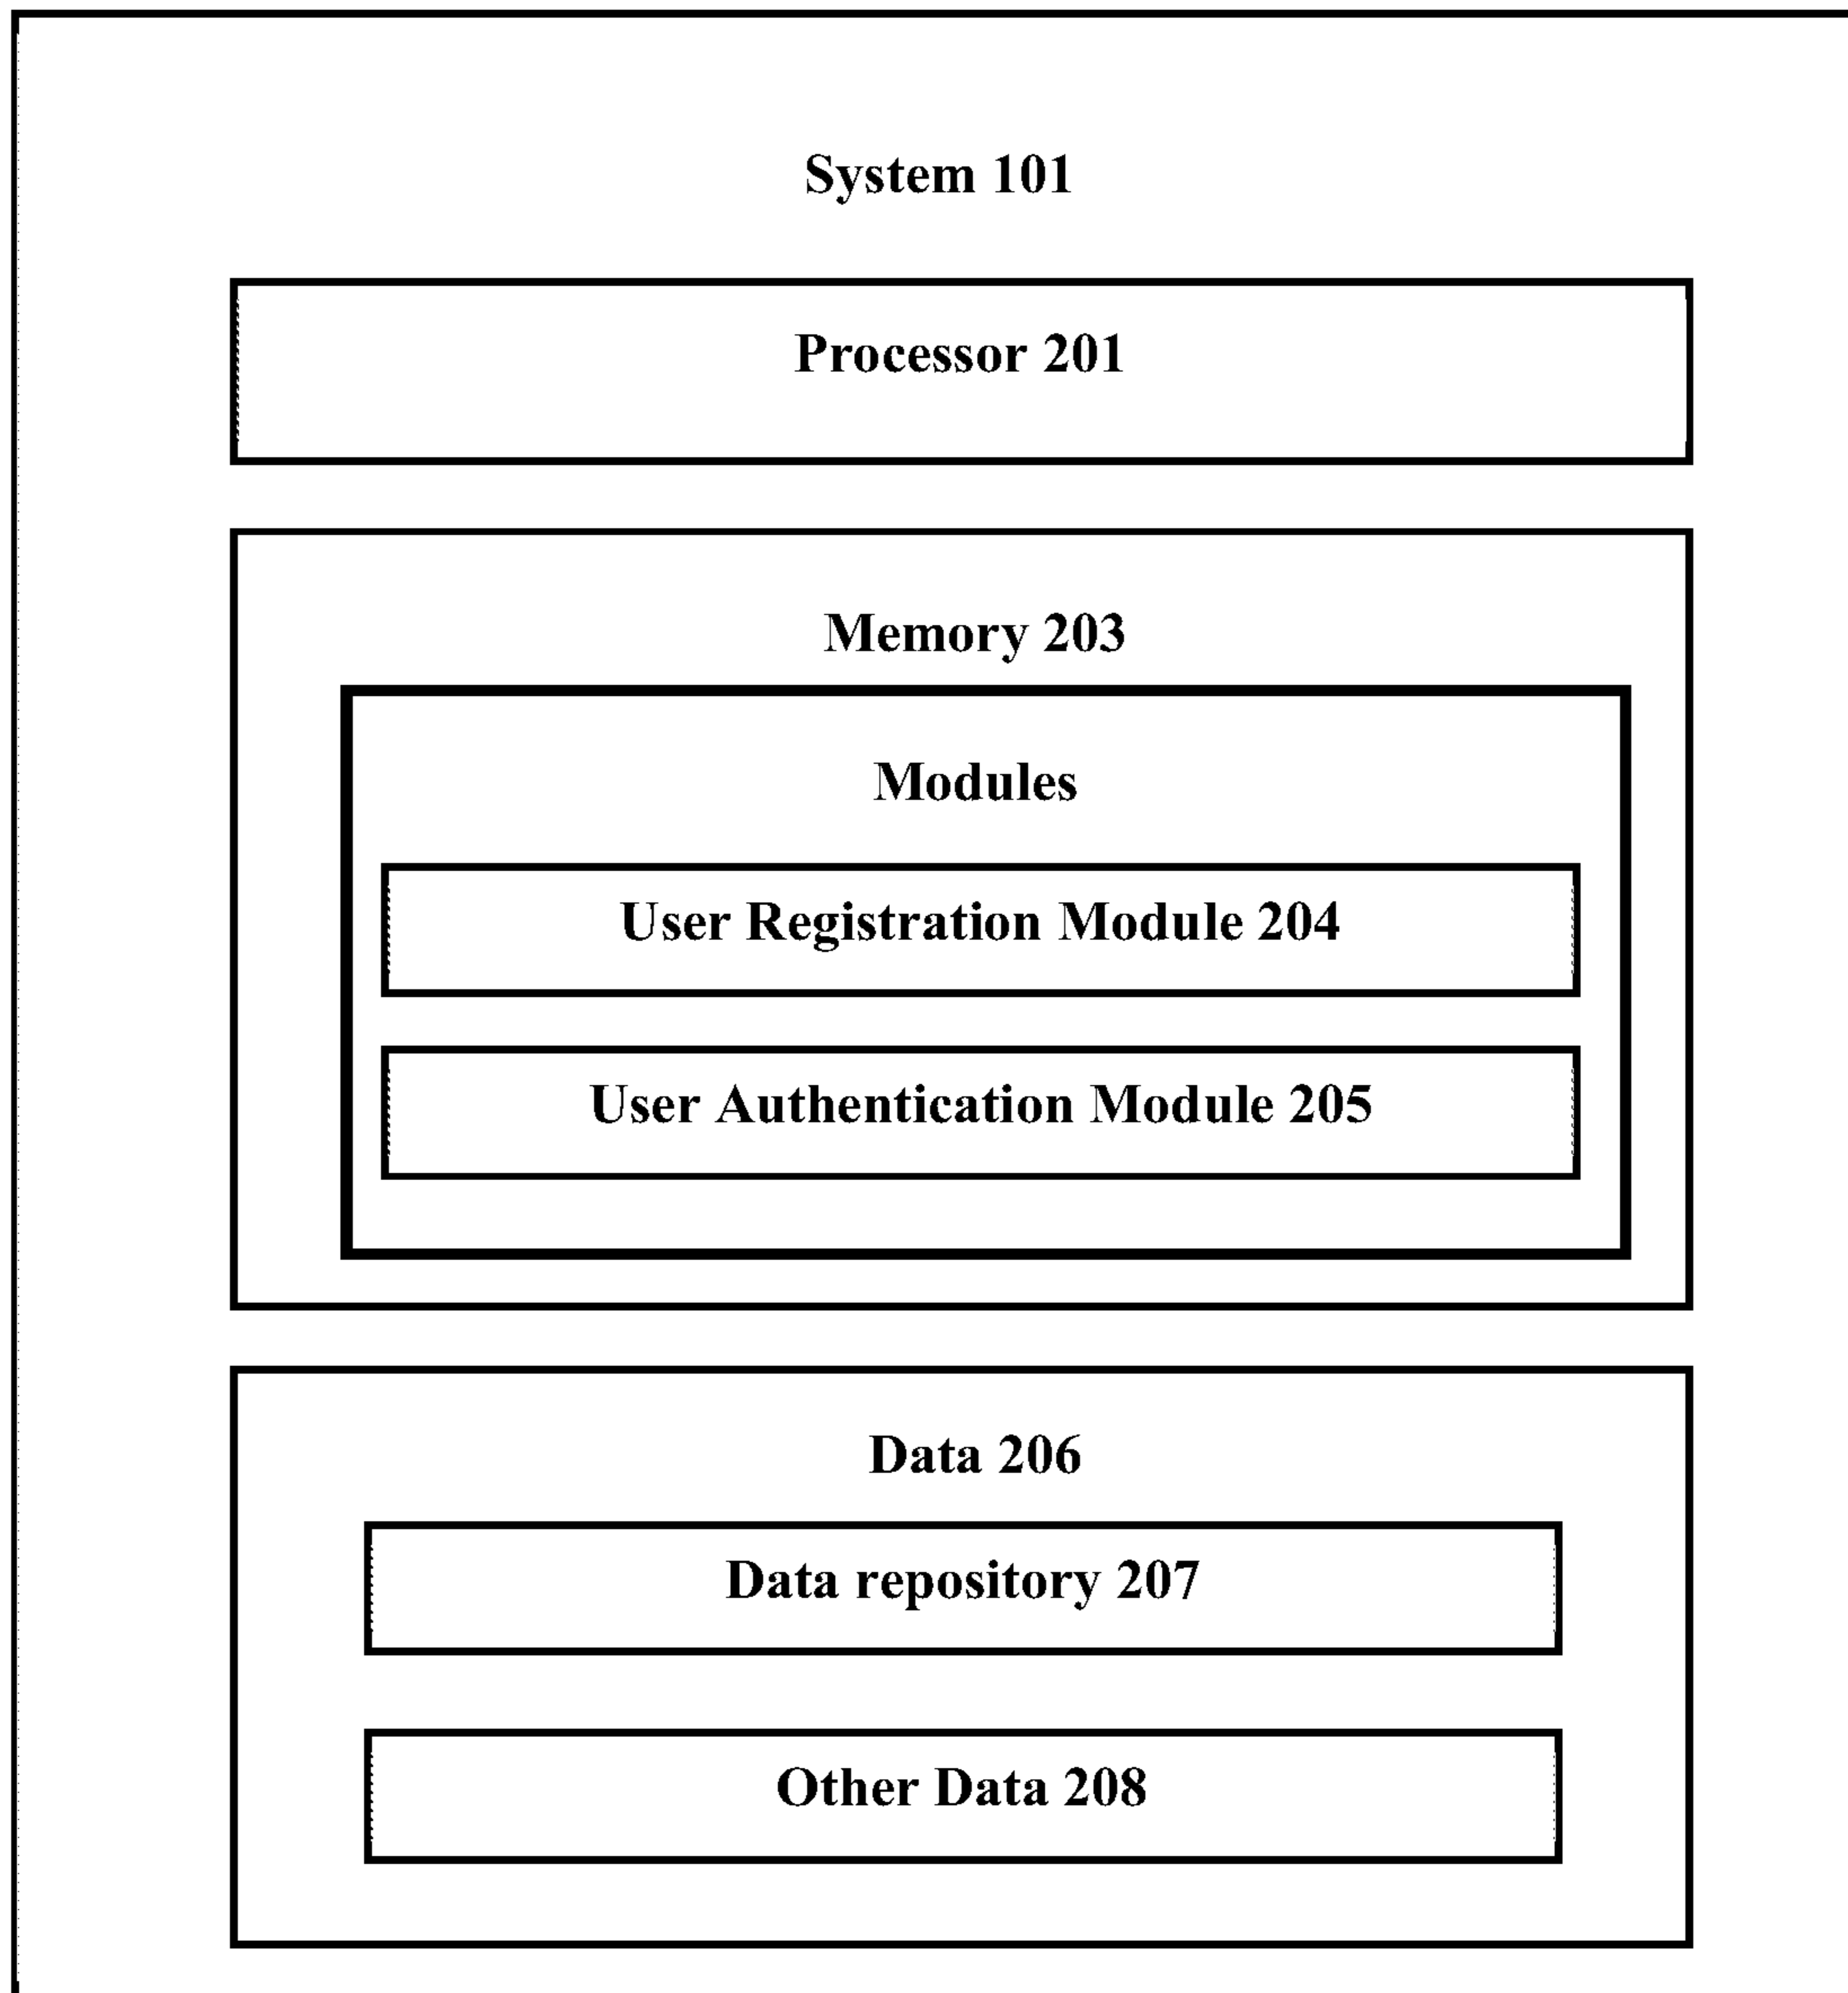 System 101
Processor 201
Memory 203
Modules
User Registration Module 204
User Authentication Module 205
Data 206
Data repository 207
Other Data 208